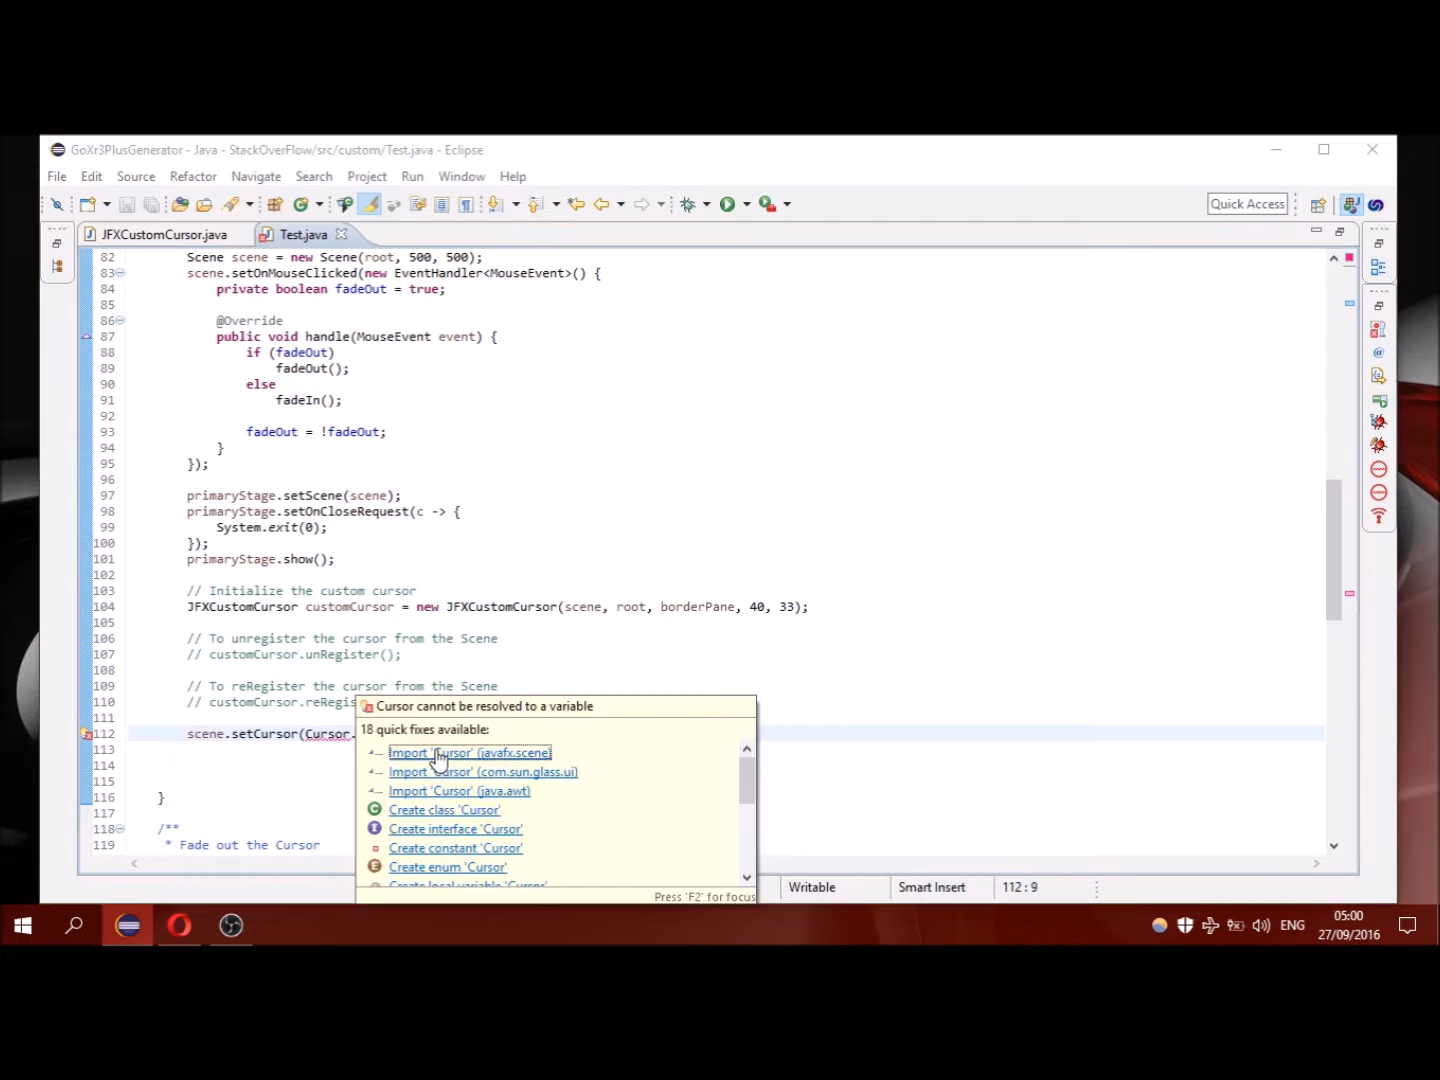 GoXr3PlusGenerator - Java - StackOverFlow/src/custom/Test.java - Eclipse
File Edit Source Refactor Navigate Search Project Run Window Help
Quick Access
JFXCustomCursor.java Test.java
82 Scene scene = new Scene(root, 500, 500);
83 scene.setOnMouseClicked(new EventHandler<MouseEvent>() {
84 private boolean fadeOut = true;
85
86 @Override
87 public void handle(MouseEvent event) {
88 if (fadeOut)
89 fadeOut();
90 else
91 fadeIn();
92
93 fadeOut = !fadeOut;
94 }
95 });
96
97 primaryStage.setScene(scene);
98 primaryStage.setOnCloseRequest(c -> {
99 System.exit(0);
100 });
101 primaryStage.show();
102
103 // Initialize the custom cursor
104 JFXCustomCursor customCursor = new JFXCustomCursor(scene, root, borderPane, 40, 33);
105
106 // To unregister the cursor from the Scene
107 // customCursor.unRegister();
108
109 // To reRegister the cursor from the Scene
110 // customCursor.reRegis
111
112 scene.setCursor(Cursor.
113
114
115
116 }
117
118 /**
119 * Fade out the Cursor
Cursor cannot be resolved to a variable
18 quick fixes available:
Import 'Cursor' (javafx.scene)
Import 'Cursor' (com.sun.glass.ui)
Import 'Cursor' (java.awt)
Create class 'Cursor'
Create interface 'Cursor'
Create constant 'Cursor'
Create enum 'Cursor'
Create local variable 'Cursor'
Press 'F2' for focus
Writable Smart Insert 112 : 9
ENG
05:00
27/09/2016